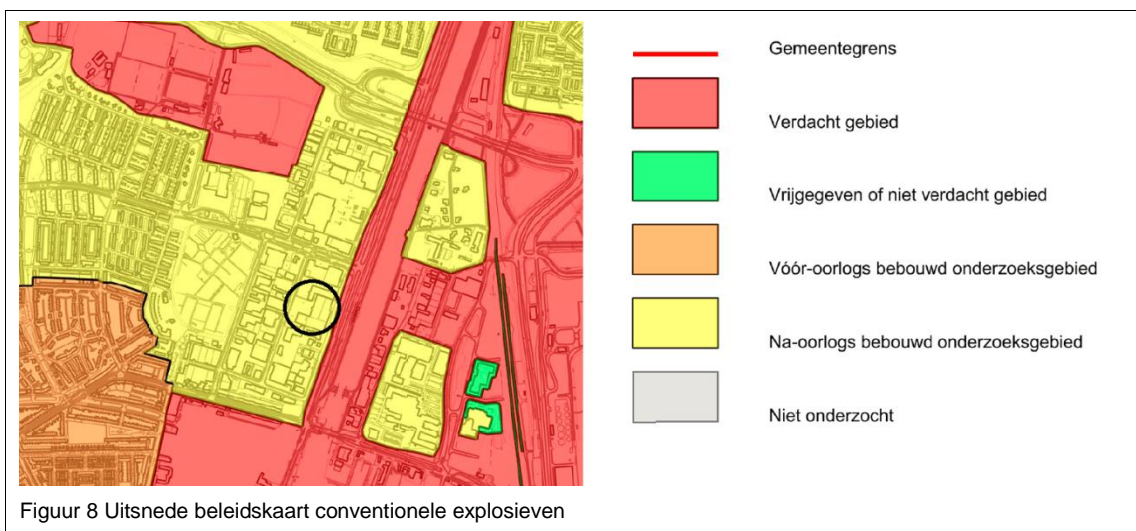 Gemeentegrens
Verdacht gebied
Vrijgegeven of niet verdacht gebied
Vóór-oorlogs bebouwd onderzoeksgebied
Na-oorlogs bebouwd onderzoeksgebied
Niet onderzocht
Figuur 8 Uitsnede beleidskaart conventionele explosieven